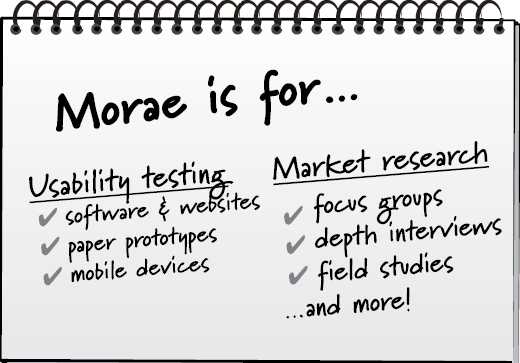 Morae is for...
Usability testing
software & websites
paper prototypes
mobile devices
Market research
focus groups
depth interviews
field studies
...and more!